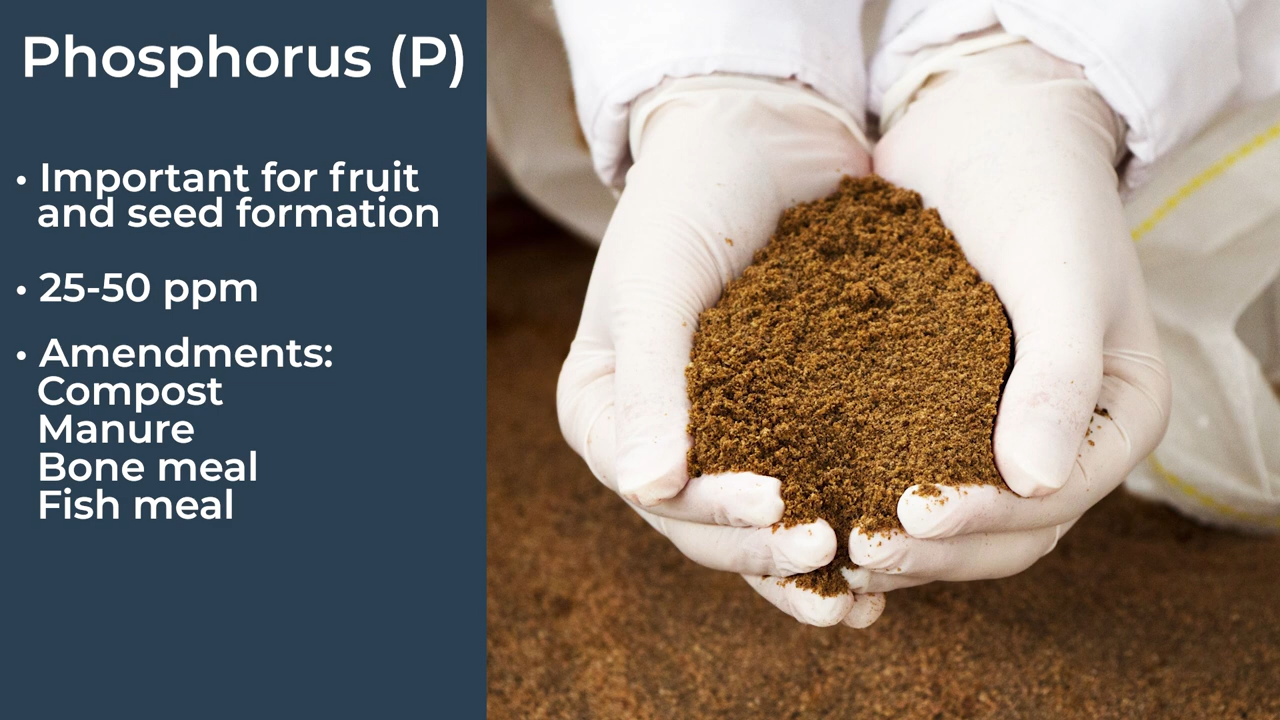 Phosphorus (P)
• Important for fruit
and seed formation
• 25-50 ppm
• Amendments:
Compost
Manure
Bone meal
Fish meal